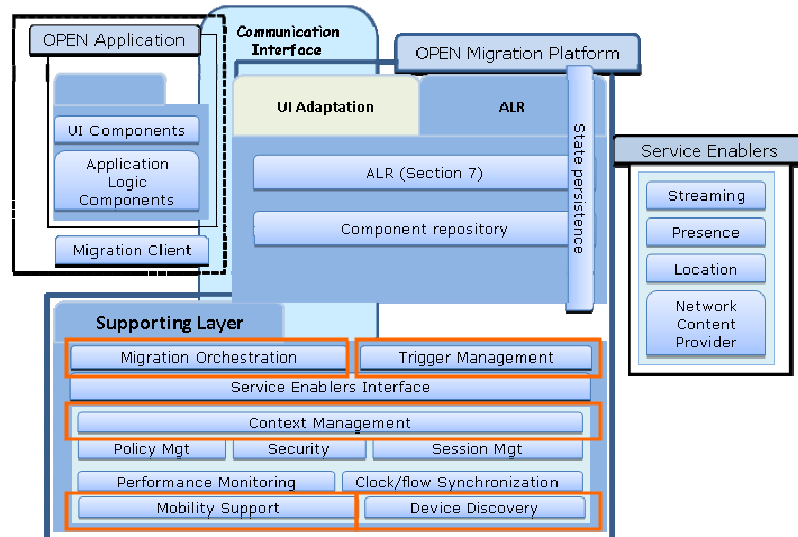 OPEN Application
Communication
Interface
OPEN Migration Platform
UI Adaptation
ALR
State persistence
UI Components
Application
Logic
Components
ALR (Section 7)
Component repository
Migration Client
Service Enablers
Streaming
Presence
Location
Network
Content
Provider
Supporting Layer
Migration Orchestration
Trigger Management
Service Enablers Interface
Context Management
Policy Mgt
Security
Session Mgt
Performance Monitoring
Clock/flow Synchronization
Mobility Support
Device Discovery